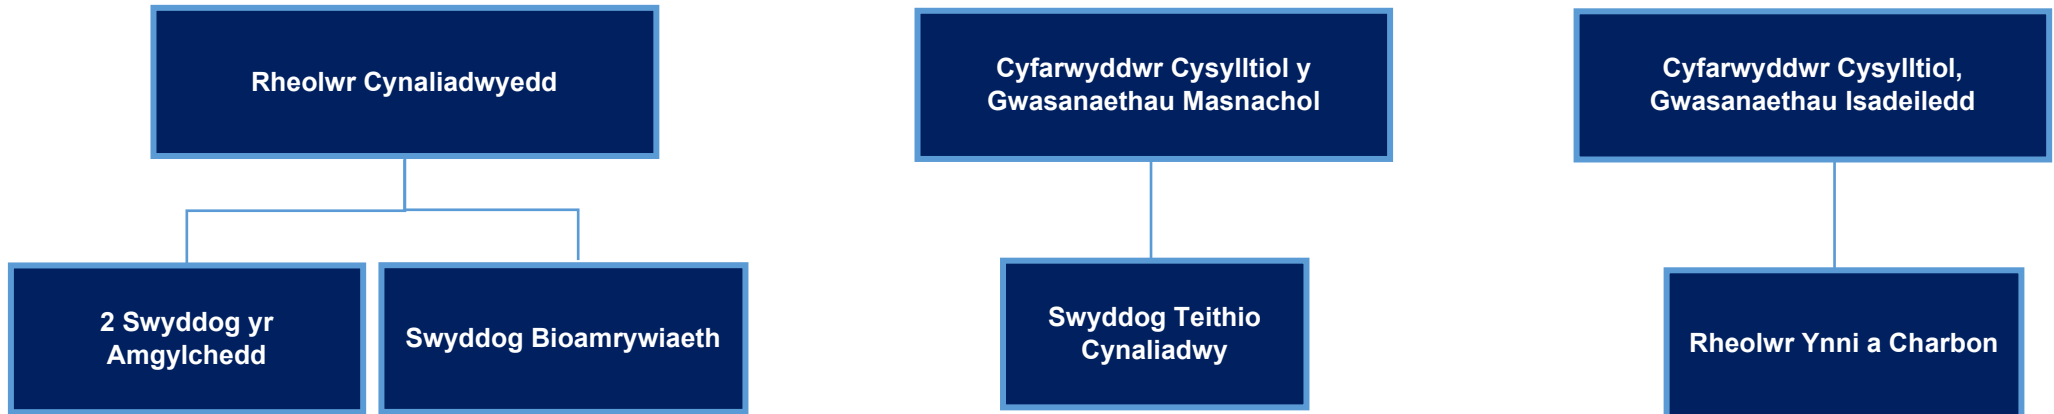 Rheolwr Cynaliadwyedd
Cyfarwyddwr Cysylltiol y
Gwasanaethau Masnachol
Cyfarwyddwr Cysylltiol,
Gwasanaethau Isadeiledd
2 Swyddog yr
Amgylchedd
Swyddog Bioamrywiaeth
Swyddog Teithio
Cynaliadwy
Rheolwr Ynni a Charbon